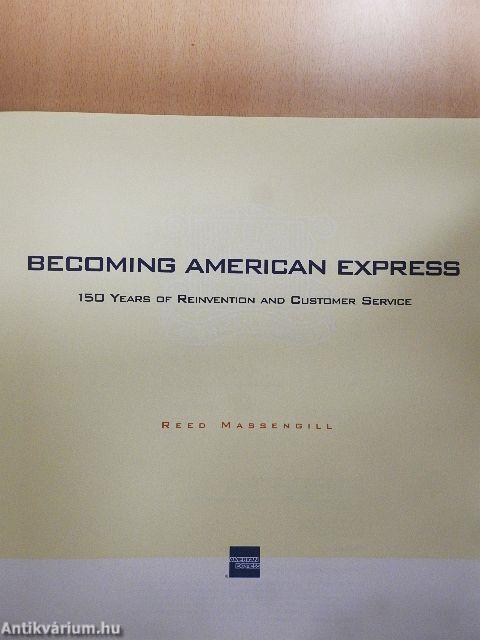 BECOMING AMERICAN EXPRESS
150 YEARS OF REINVENTION AND CUSTOMER SERVICE
REED MASSENGILL
AMERICAN
EXPRESS
®
Antikvárium.hu